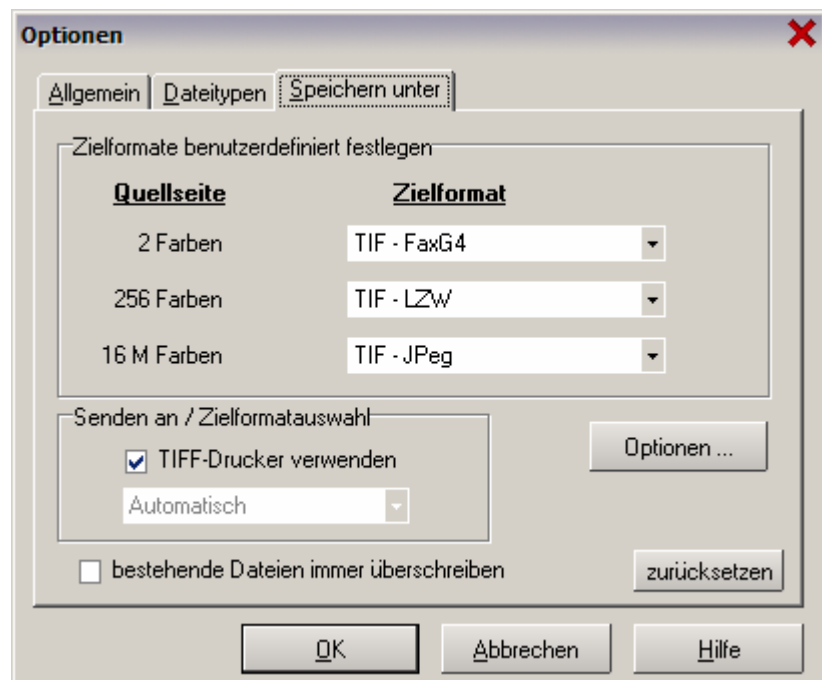 Optionen
Allgemein Dateitypen Speichern unter
Zielformate benutzerdefiniert festlegen
Quellseite Zielformat
2 Farben TIF - FaxG4
256 Farben TIF - LZW
16 M Farben TIF - JPeg
Senden an / Zielformatauswahl
TIFF-Drucker verwenden
Optionen ...
Automatisch
bestehende Dateien immer überschreiben
zurücksetzen
OK Abbrechen Hilfe